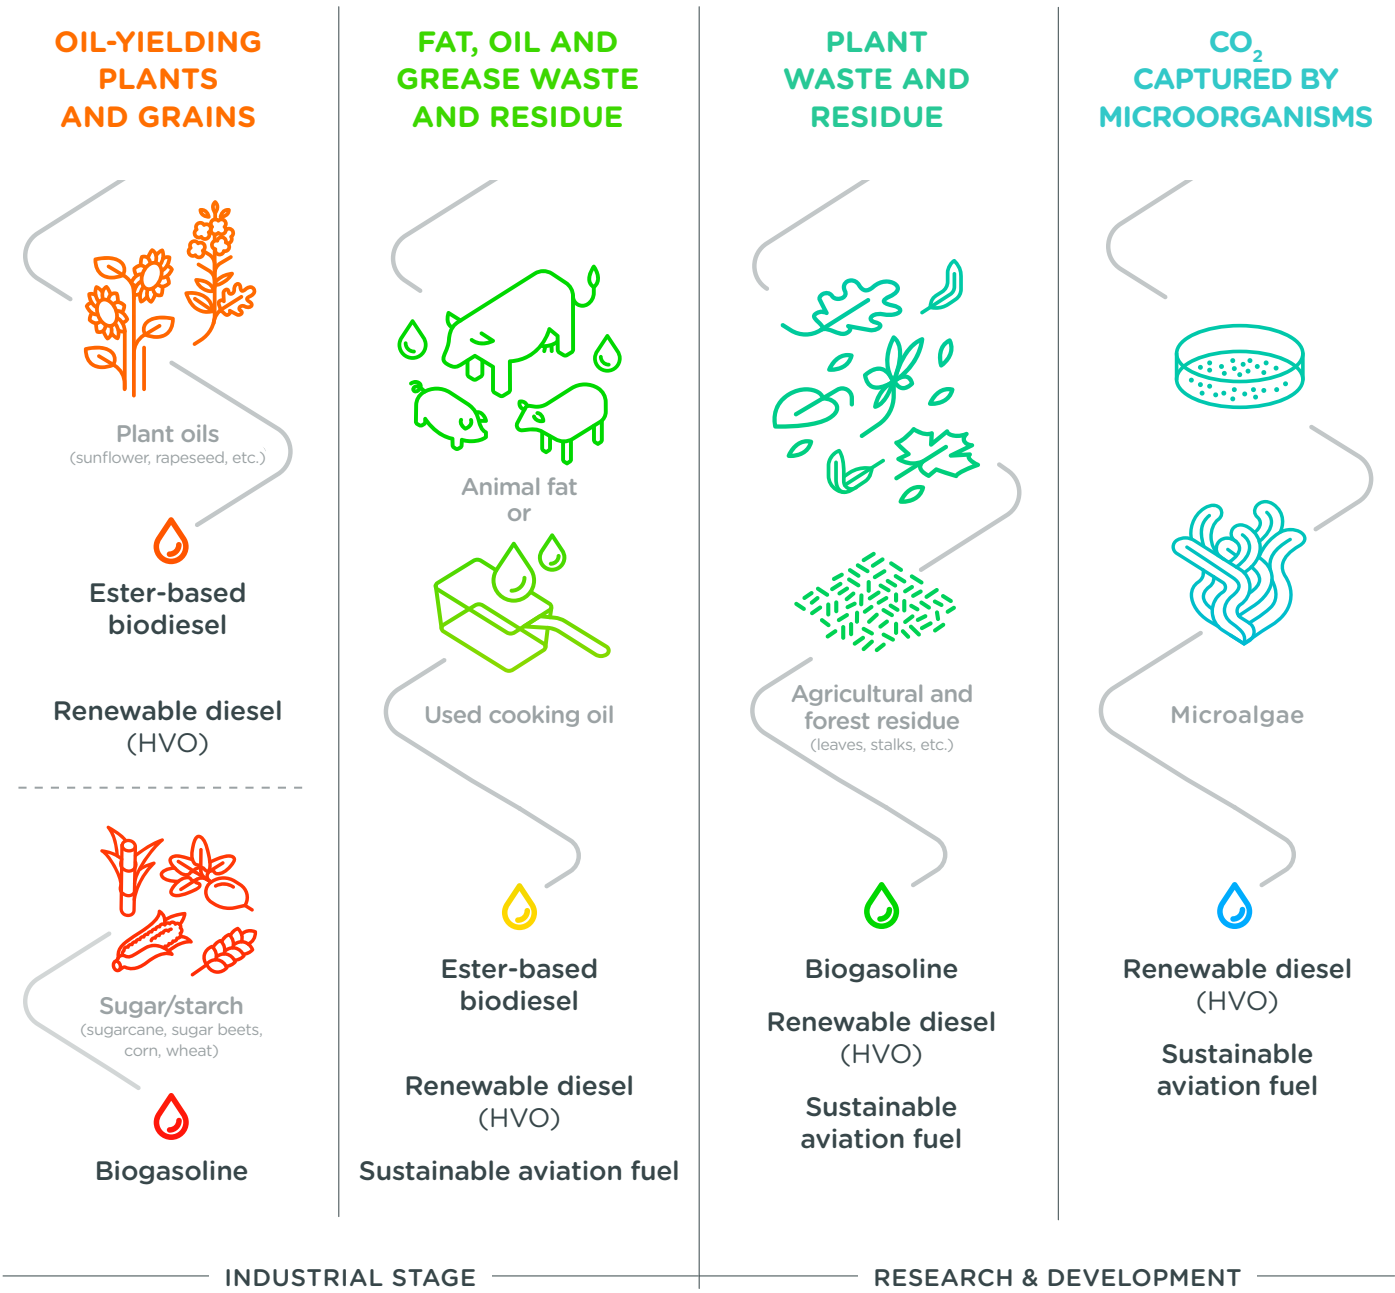 OIL-YIELDING
PLANTS
AND GRAINS
Plant oils
(sunflower, rapeseed, etc.)
Ester-based
biodiesel
Renewable diesel
(HVO)
Sugar/starch
(sugarcane, sugar beets,
corn, wheat)
Biogasoline
FAT, OIL AND
GREASE WASTE
AND RESIDUE
Animal fat
or
Used cooking oil
Ester-based
biodiesel
Renewable diesel
(HVO)
Sustainable aviation fuel
PLANT
WASTE AND
RESIDUE
Agricultural and
forest residue
(leaves, stalks, etc.)
Biogasoline
Renewable diesel
(HVO)
Sustainable
aviation fuel
CO₂
CAPTURED BY
MICROORGANISMS
Microalgae
Renewable diesel
(HVO)
Sustainable
aviation fuel
INDUSTRIAL STAGE
RESEARCH & DEVELOPMENT